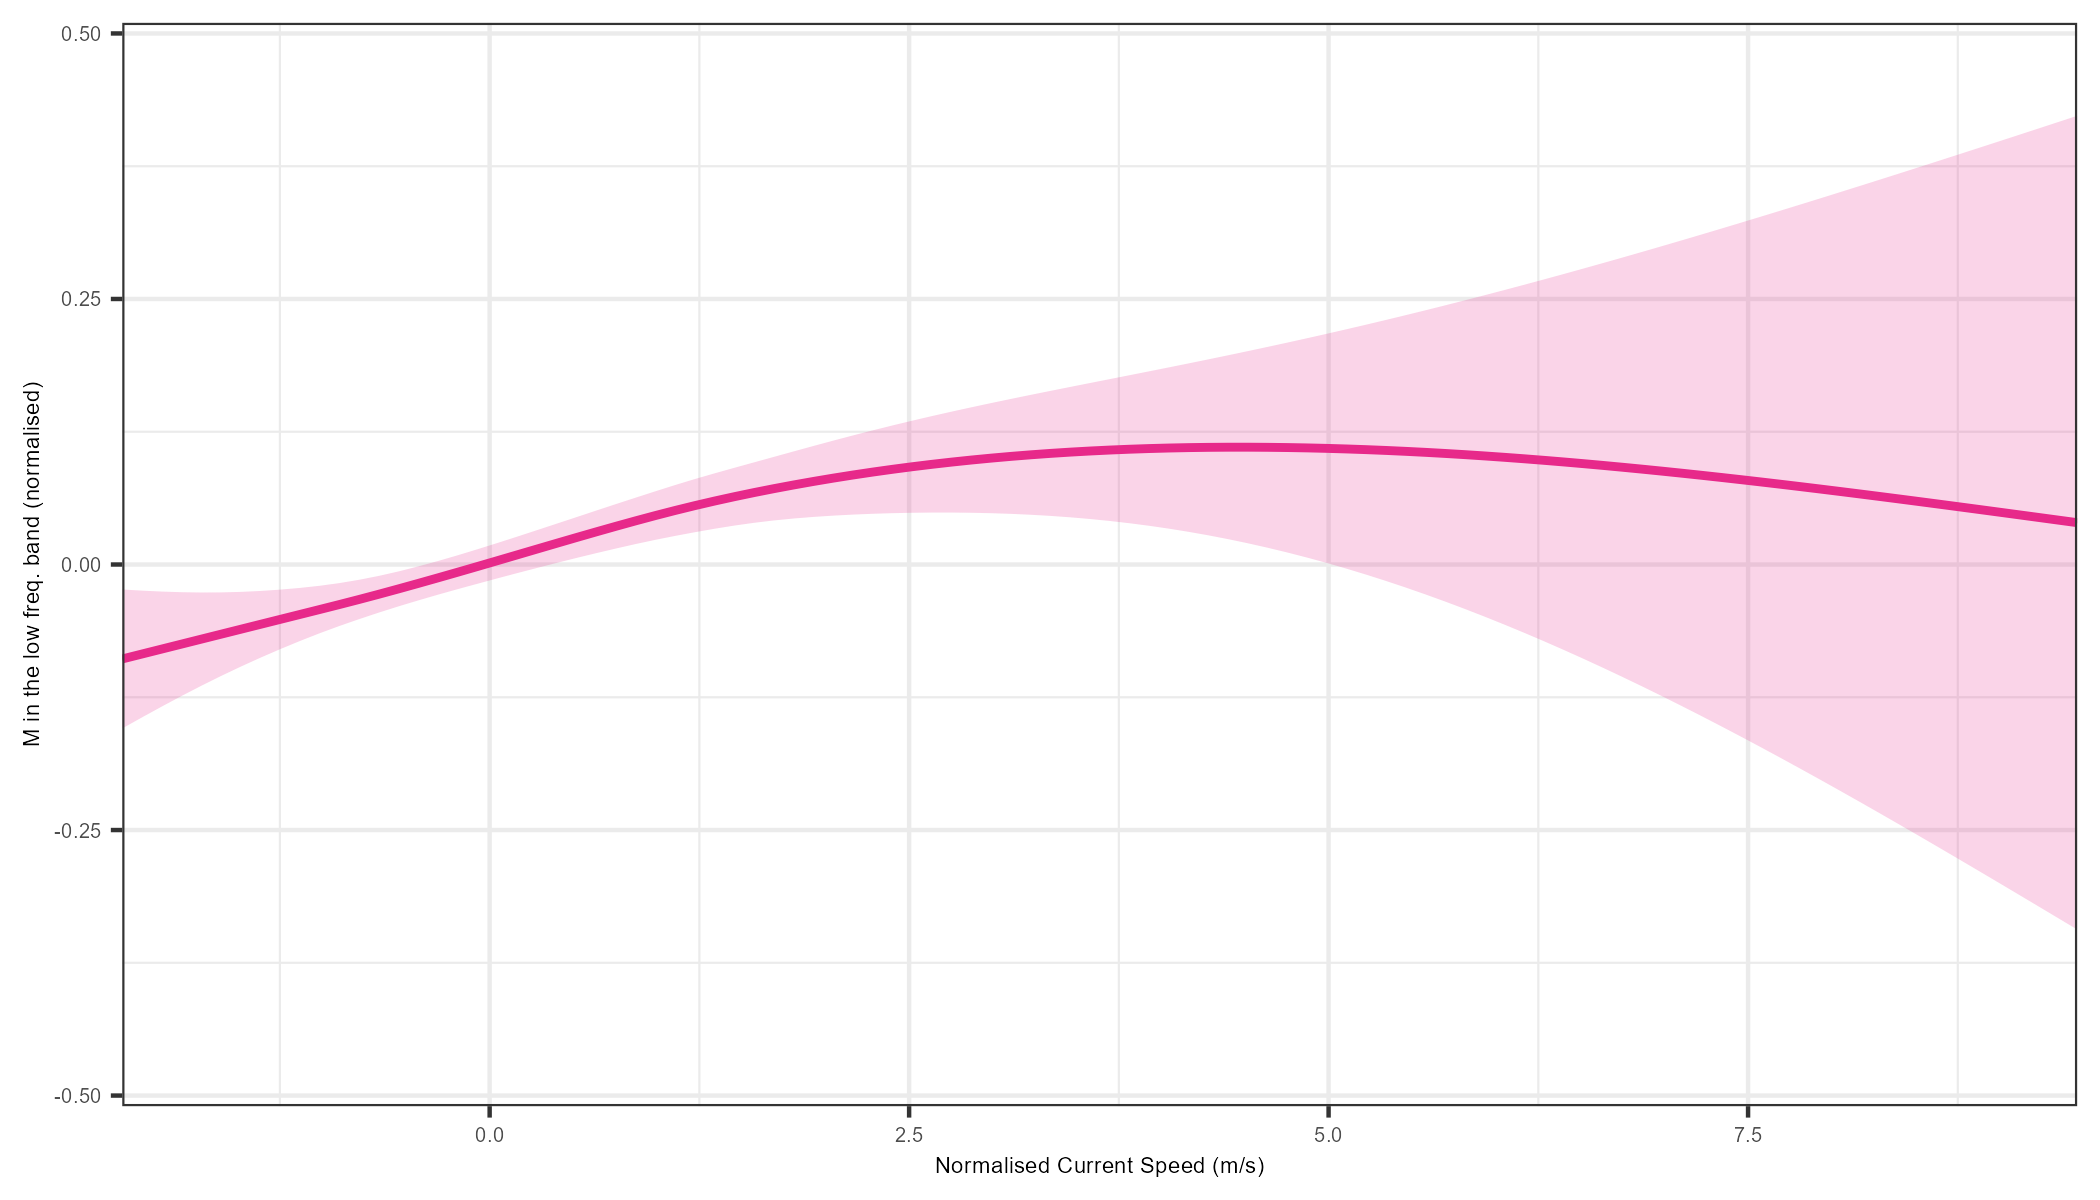 0.50
0.25
0.00
-0.25
-0.50
M in the low freq. band (normalised)
0.0 2.5 5.0 7.5
Normalised Current Speed (m/s)